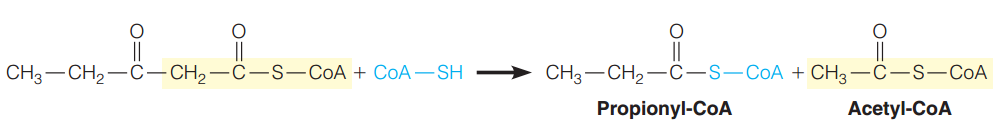 O O O O
CH₃—CH₂—C—CH₂—C—S—CoA + CoA—SH ⟶ CH₃—CH₂—C—S—CoA + CH₃—C—S—CoA
Propionyl-CoA Acetyl-CoA